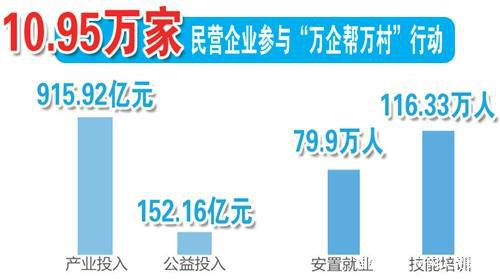 10.95万家 民营企业参与“万企帮万村”行动
915.92亿元
152.16亿元
79.9万人
116.33万人
产业投入
公益投入
安置就业
技能培训